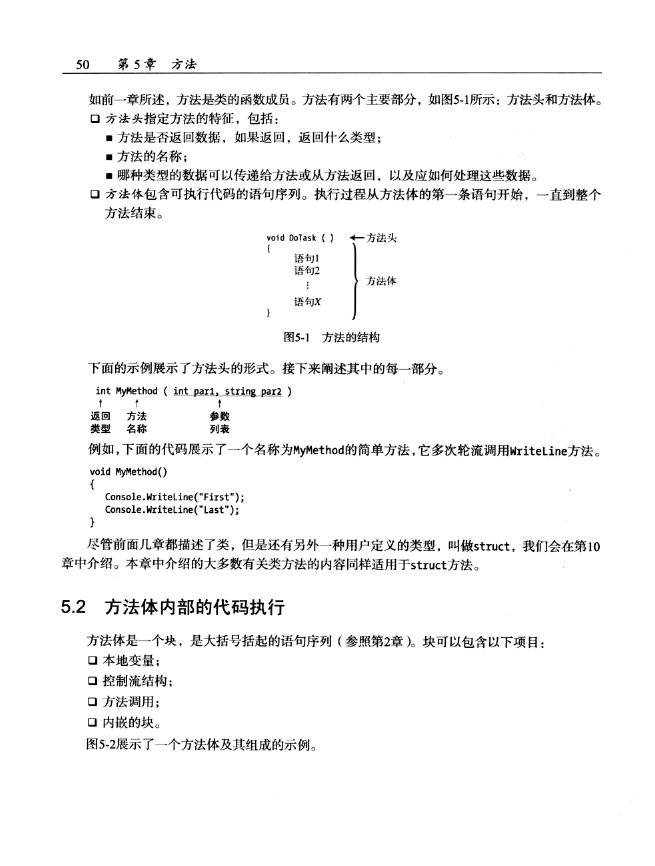 50 第5章 方法
如前一章所述，方法是类的函数成员。方法有两个主要部分，如图5-1所示：方法头和方法体。
❑ 方法头指定方法的特征，包括：
■ 方法是否返回数据，如果返回，返回什么类型；
■ 方法的名称；
■ 哪种类型的数据可以传递给方法或从方法返回，以及应如何处理这些数据。
❑ 方法体包含可执行代码的语句序列。执行过程从方法体的第一条语句开始，一直到整个
方法结束。
void DoTask ( ) ←方法头
{
语句1
语句2
⋮ 方法体
语句X
}
图5-1 方法的结构
下面的示例展示了方法头的形式。接下来阐述其中的每一部分。
int MyMethod ( int par1, string par2 )
↑ ↑ ↑
返回 方法 参数
类型 名称 列表
例如，下面的代码展示了一个名称为MyMethod的简单方法，它多次轮流调用WriteLine方法。
void MyMethod()
{
Console.WriteLine("First");
Console.WriteLine("Last");
}
尽管前面几章都描述了类，但是还有另外一种用户定义的类型，叫做struct，我们会在第10
章中介绍。本章中介绍的大多数有关类方法的内容同样适用于struct方法。
5.2 方法体内部的代码执行
方法体是一个块，是大括号括起的语句序列（参照第2章）。块可以包含以下项目：
❑ 本地变量；
❑ 控制流结构；
❑ 方法调用；
❑ 内嵌的块。
图5-2展示了一个方法体及其组成的示例。